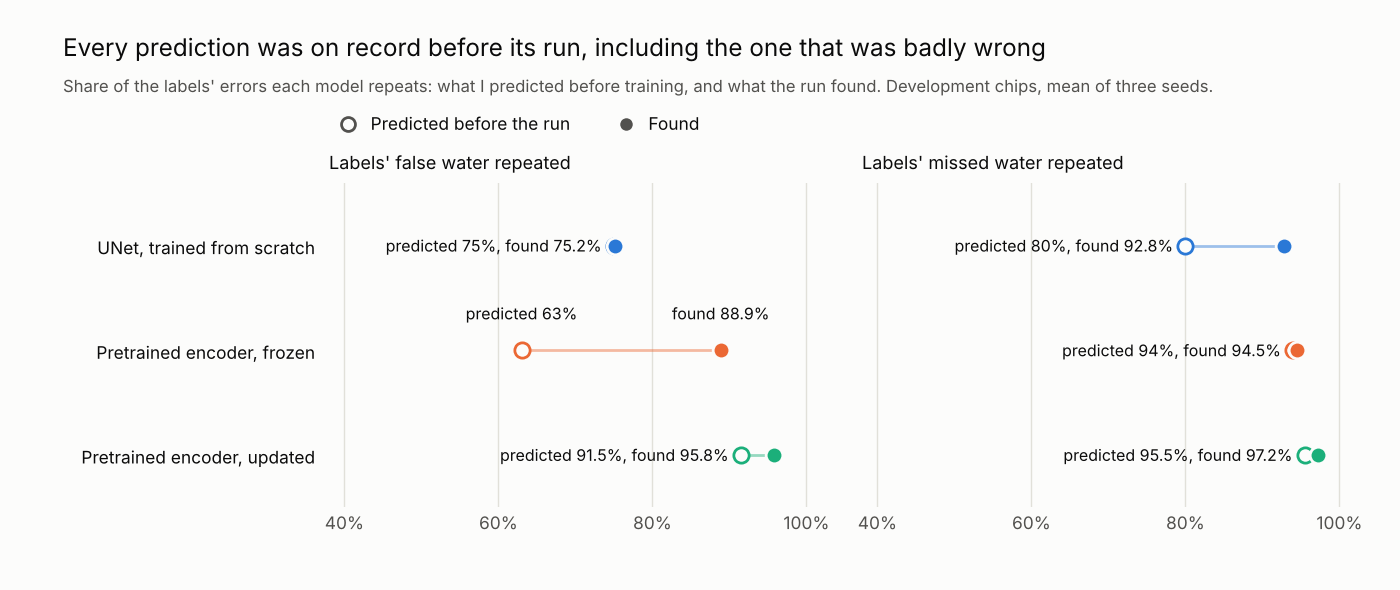 Every prediction was on record before its run, including the one that was badly wrong
Share of the labels' errors each model repeats: what I predicted before training, and what the run found. Development chips, mean of three seeds.
Predicted before the run
Found
Labels' false water repeated
Labels' missed water repeated
UNet, trained from scratch
predicted 75%, found 75.2%
predicted 80%, found 92.8%
predicted 63%
found 88.9%
Pretrained encoder, frozen
predicted 94%, found 94.5%
Pretrained encoder, updated
predicted 91.5%, found 95.8%
predicted 95.5%, found 97.2%
40%
60%
80%
100%
40%
60%
80%
100%